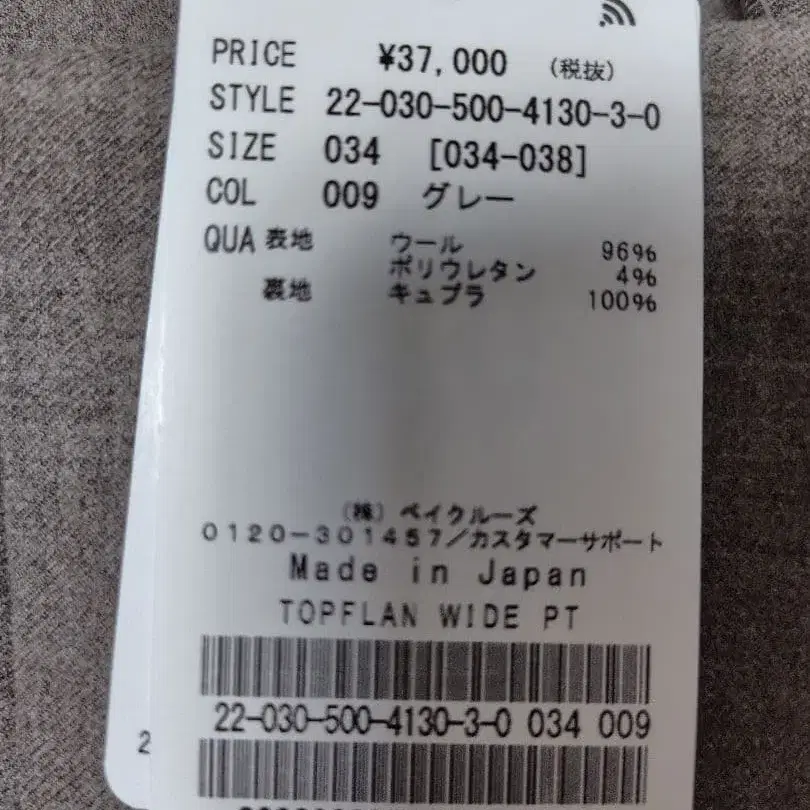 PRICE ¥37,000 (税抜)
STYLE 22-030-500-4130-3-0
SIZE 034 [034-038]
COL 009 グレー
QUA 表地 ウール 96%
ポリウレタン 4%
裏地 キュプラ 100%
(株) ベイクルーズ
0120-301457/カスタマーサポート
Made in Japan
TOPFLAN WIDE PT
22-030-500-4130-3-0 034 009
2